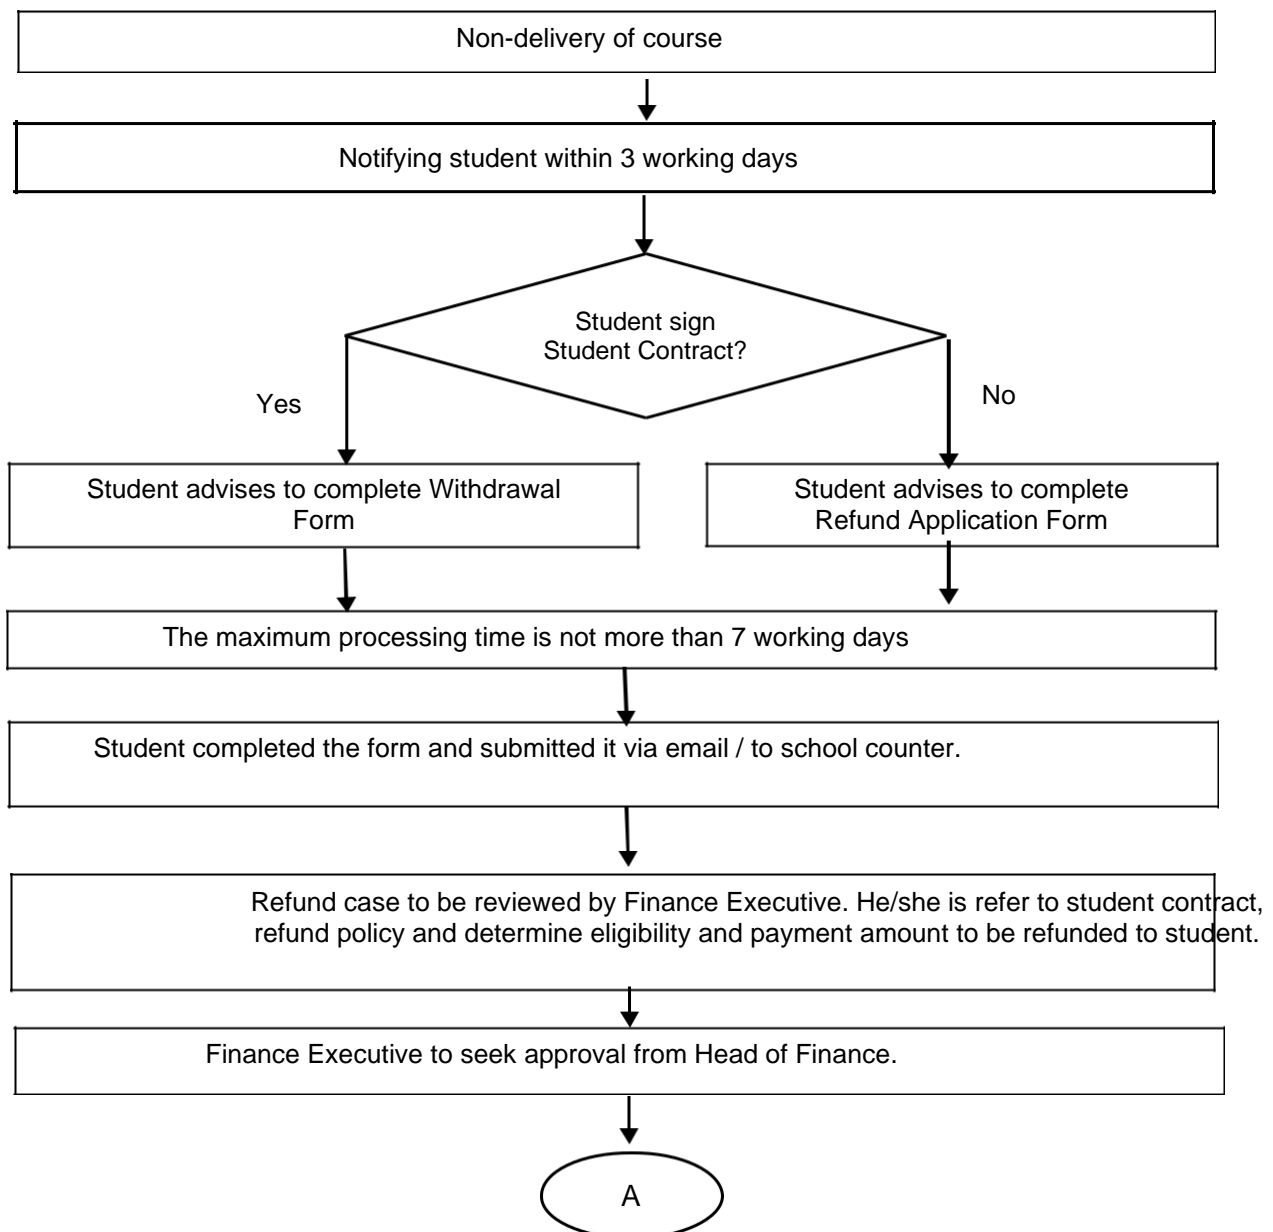 Non-delivery of course
Notifying student within 3 working days
Student sign
Student Contract?
Yes
No
Student advises to complete Withdrawal
Form
Student advises to complete
Refund Application Form
The maximum processing time is not more than 7 working days
Student completed the form and submitted it via email / to school counter.
Refund case to be reviewed by Finance Executive. He/she is refer to student contract,
refund policy and determine eligibility and payment amount to be refunded to student.
Finance Executive to seek approval from Head of Finance.
A